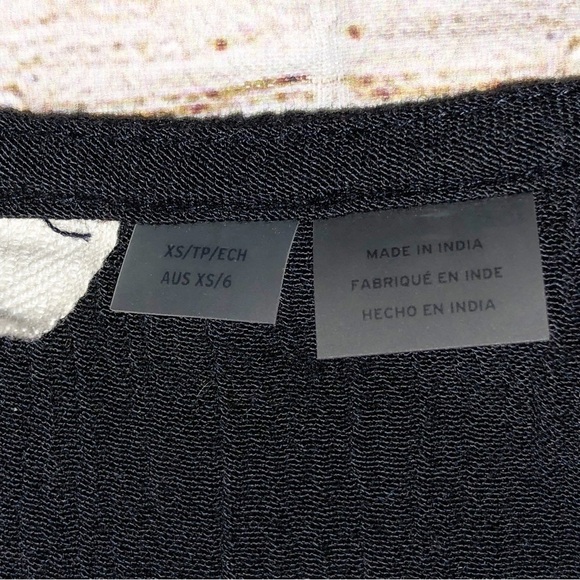 XS/TP/ECH
AUS XS/6
MADE IN INDIA
FABRIQUÉ EN INDE
HECHO EN INDIA